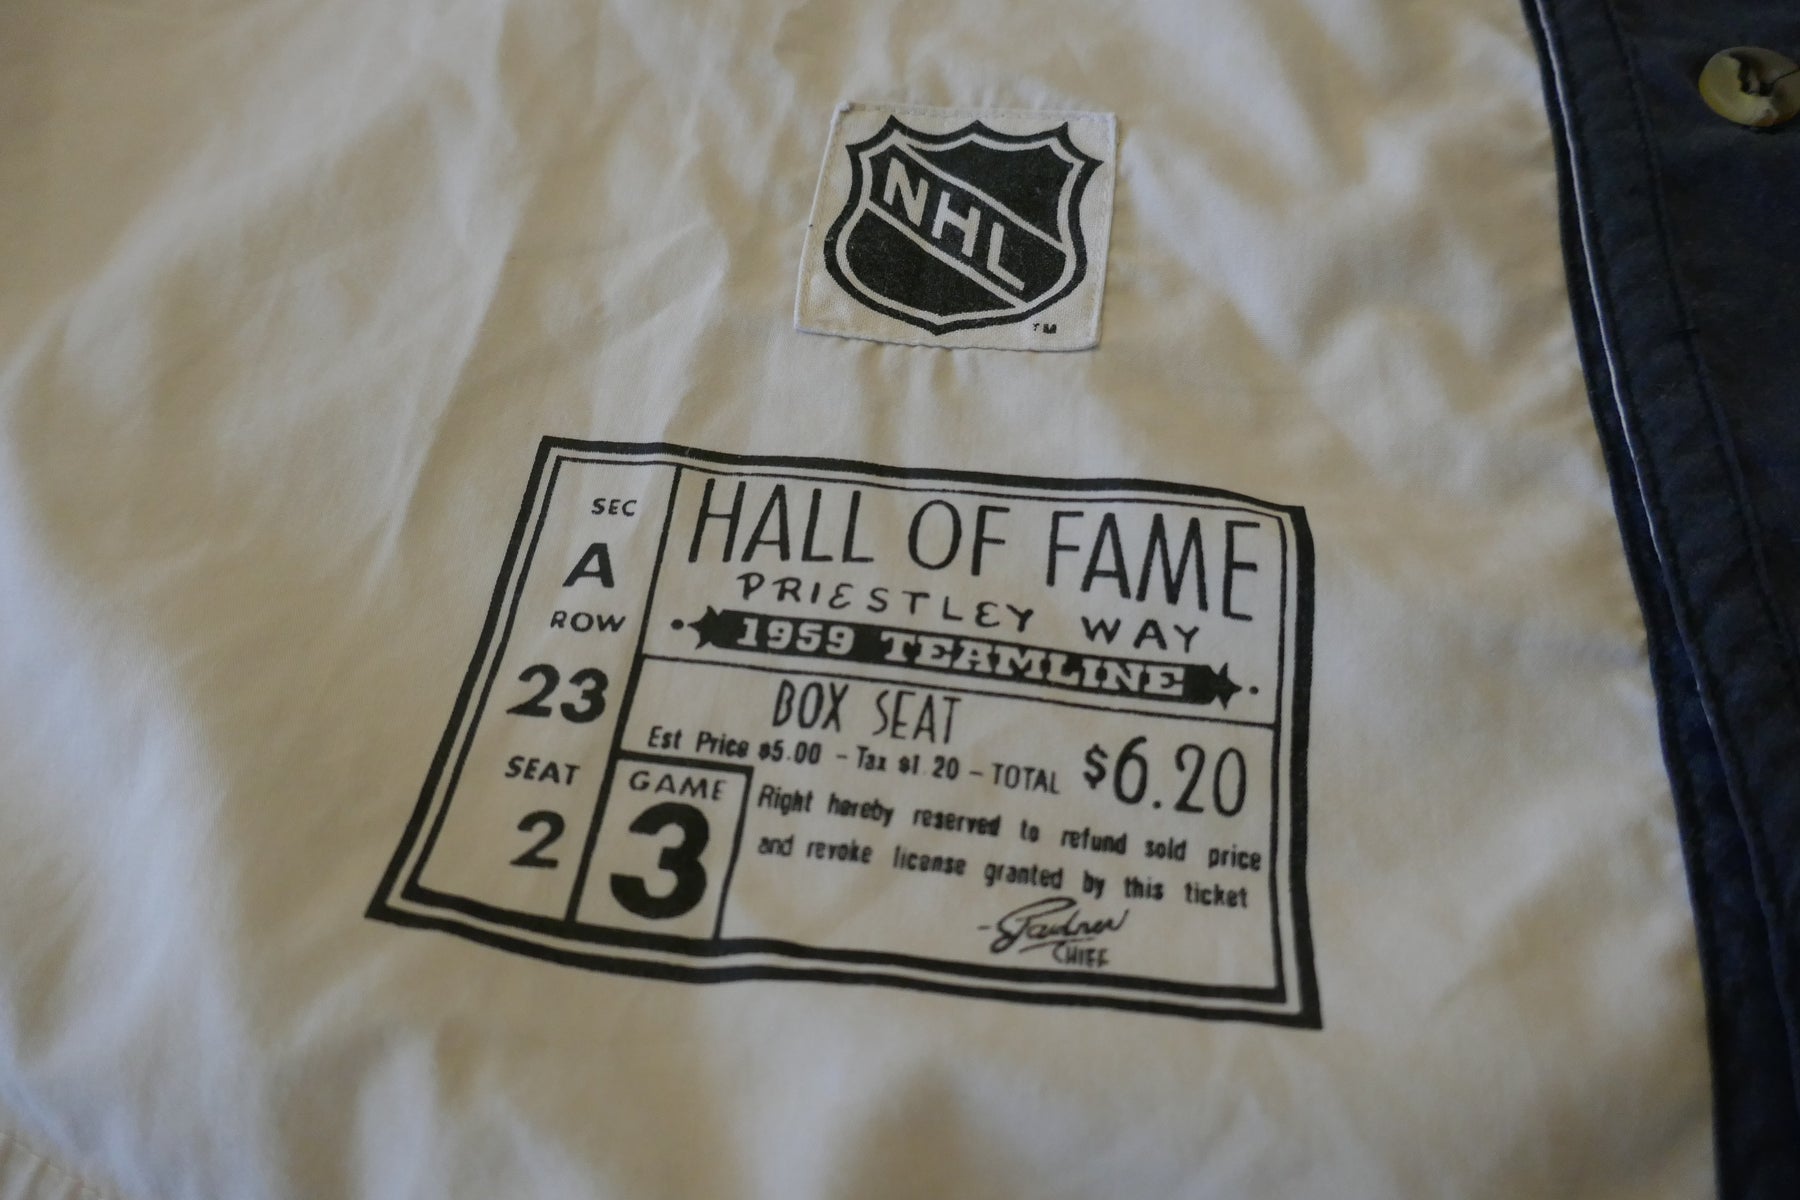 NHL
™
SEC
A
ROW
23
SEAT
2
HALL OF FAME
PRIESTLEY WAY
1959 TEAMLINE
BOX SEAT
Est Price $5.00 - Tax $1.20 - TOTAL $6.20
GAME
3
Right hereby reserved to refund sold price
and revoke license granted by this ticket
CHIEF